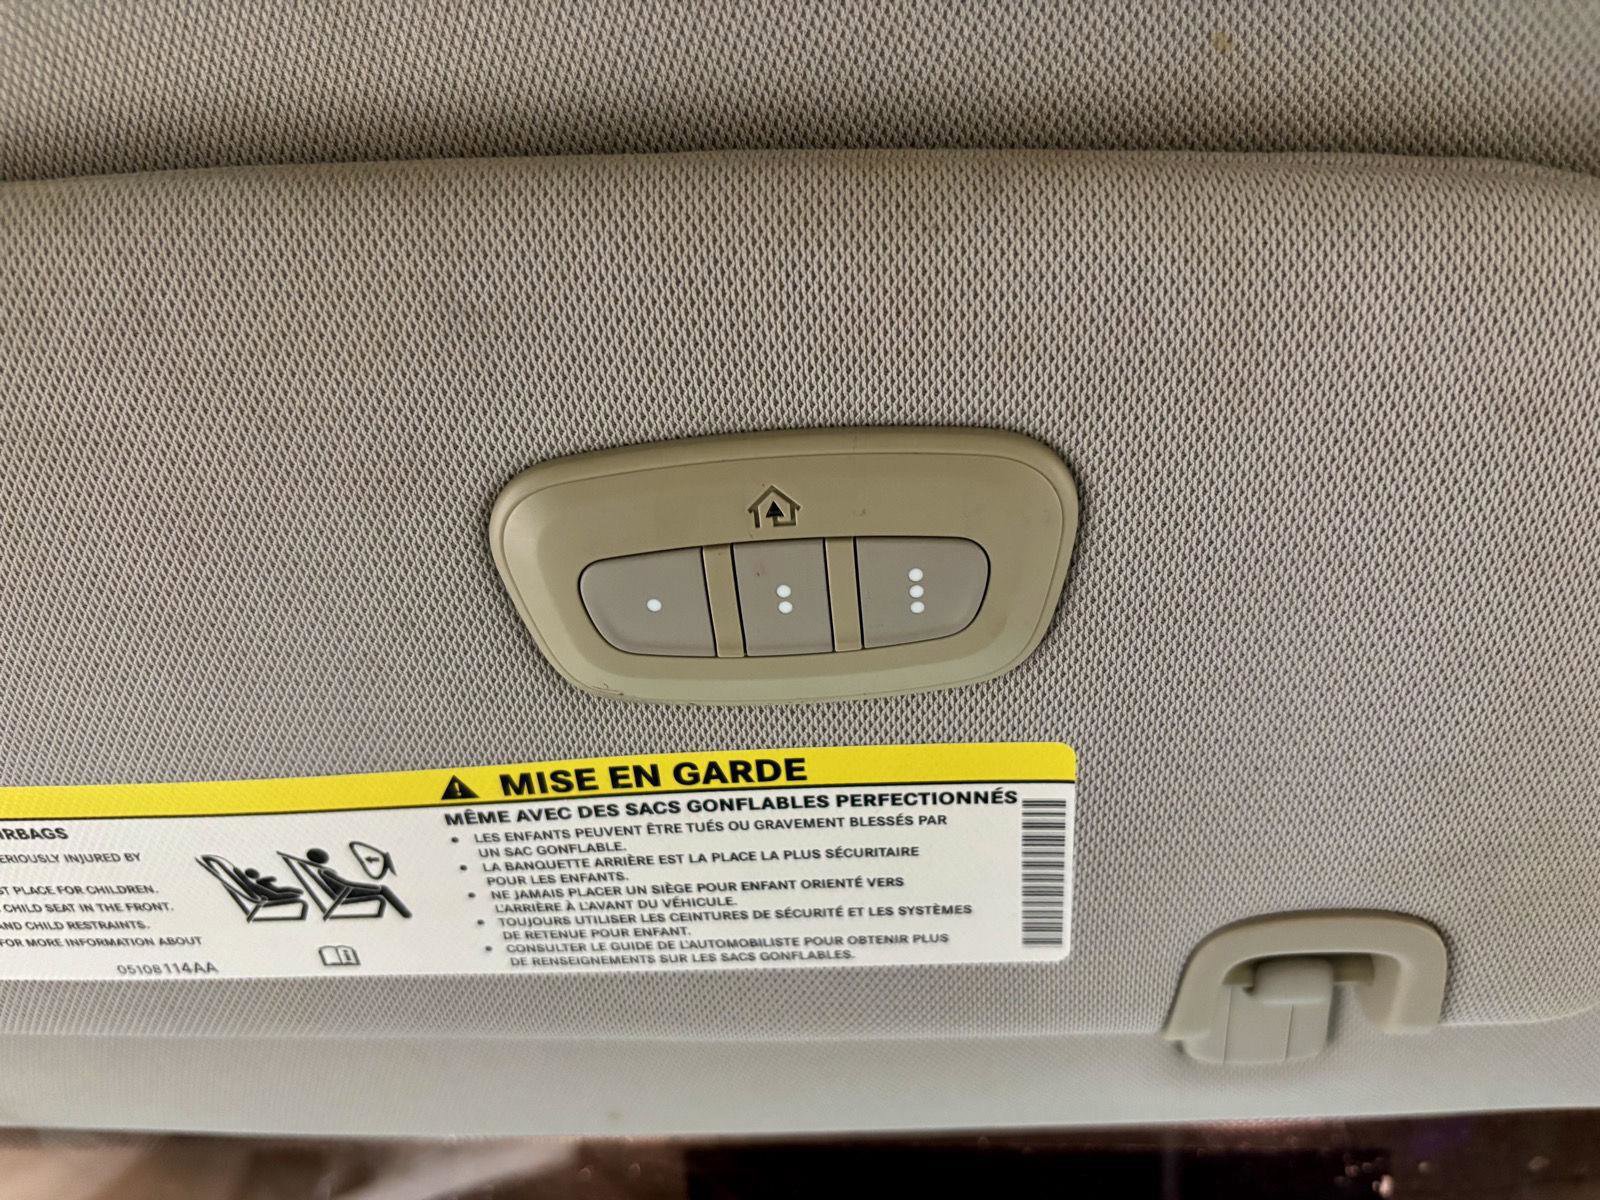 MISE EN GARDE
AIRBAGS
SERIOUSLY INJURED BY
PLACE FOR CHILDREN.
CHILD SEAT IN THE FRONT.
AND CHILD RESTRAINTS.
FOR MORE INFORMATION ABOUT
05108114AA
MÊME AVEC DES SACS GONFLABLES PERFECTIONNÉS
• LES ENFANTS PEUVENT ÊTRE TUÉS OU GRAVEMENT BLESSÉS PAR
UN SAC GONFLABLE.
• LA BANQUETTE ARRIÈRE EST LA PLACE LA PLUS SÉCURITAIRE
POUR LES ENFANTS.
• NE JAMAIS PLACER UN SIÈGE POUR ENFANT ORIENTÉ VERS
L'ARRIÈRE À L'AVANT DU VÉHICULE.
• TOUJOURS UTILISER LES CEINTURES DE SÉCURITÉ ET LES SYSTÈMES
DE RETENUE POUR ENFANT.
• CONSULTER LE GUIDE DE L'AUTOMOBILISTE POUR OBTENIR PLUS
DE RENSEIGNEMENTS SUR LES SACS GONFLABLES.